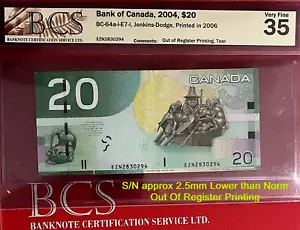 BCS
BANKNOTE CERTIFICATION SERVICE LTD.
Bank of Canada, 2004, $20
BC-64a-i-E7-i, Jenkins-Dodge, Printed in 2006
EZN2830294
Comments: Out of Register Printing, Tear
Very Fine
35
20
CANADA
EZN2830294
EZN2830294
20
S/N approx 2.5mm Lower than Norm
Out Of Register Printing
BCS
BANKNOTE CERTIFICATION SERVICE LTD.